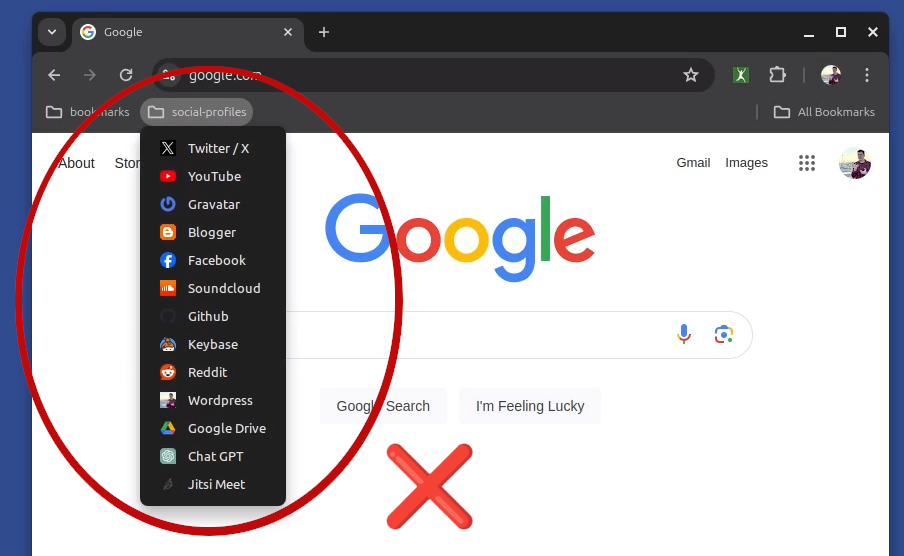 Google
google.com
bookmarks social-profiles All Bookmarks
About Stor Gmail Images
Twitter / X
YouTube
Gravatar
Blogger
Facebook
Soundcloud
Github
Keybase
Reddit
Wordpress
Google Drive
Chat GPT
Jitsi Meet
Google
Google Search I'm Feeling Lucky